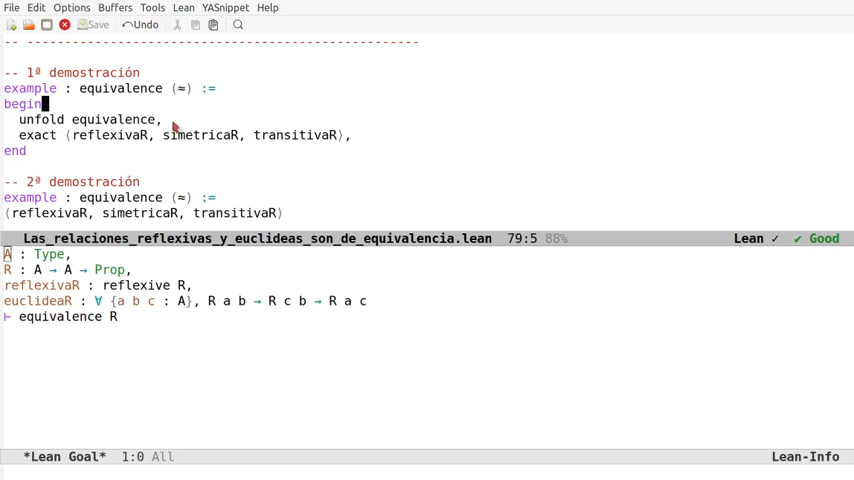 File Edit Options Buffers Tools Lean YASnippet Help
Save Undo
-- ----------------------------------------------------
-- 1ª demostración
example : equivalence (≈) :=
begin
unfold equivalence,
exact ⟨reflexivaR, simetricaR, transitivaR⟩,
end
-- 2ª demostración
example : equivalence (≈) :=
⟨reflexivaR, simetricaR, transitivaR⟩
Las_relaciones_reflexivas_y_euclideas_son_de_equivalencia.lean 79:5 88% Lean ✓ ✔ Good
A : Type,
R : A → A → Prop,
reflexivaR : reflexive R,
euclideaR : ∀ {a b c : A}, R a b → R c b → R a c
⊢ equivalence R
*Lean Goal* 1:0 All Lean-Info